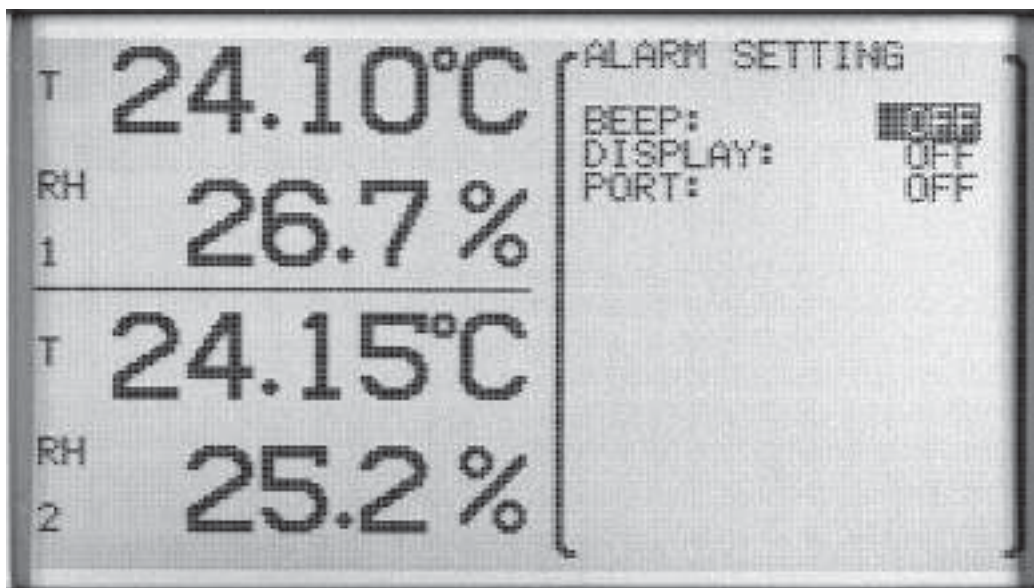 T 24.10°C
RH 26.7 %
1
T 24.15°C
RH 25.2 %
2
ALARM SETTING
BEEP: OFF
DISPLAY: OFF
PORT: OFF